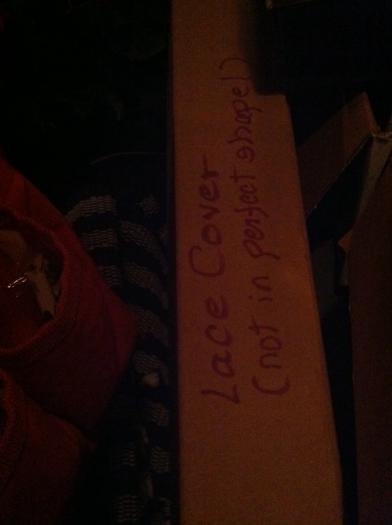 Lace Cover
(not in perfect shape!)